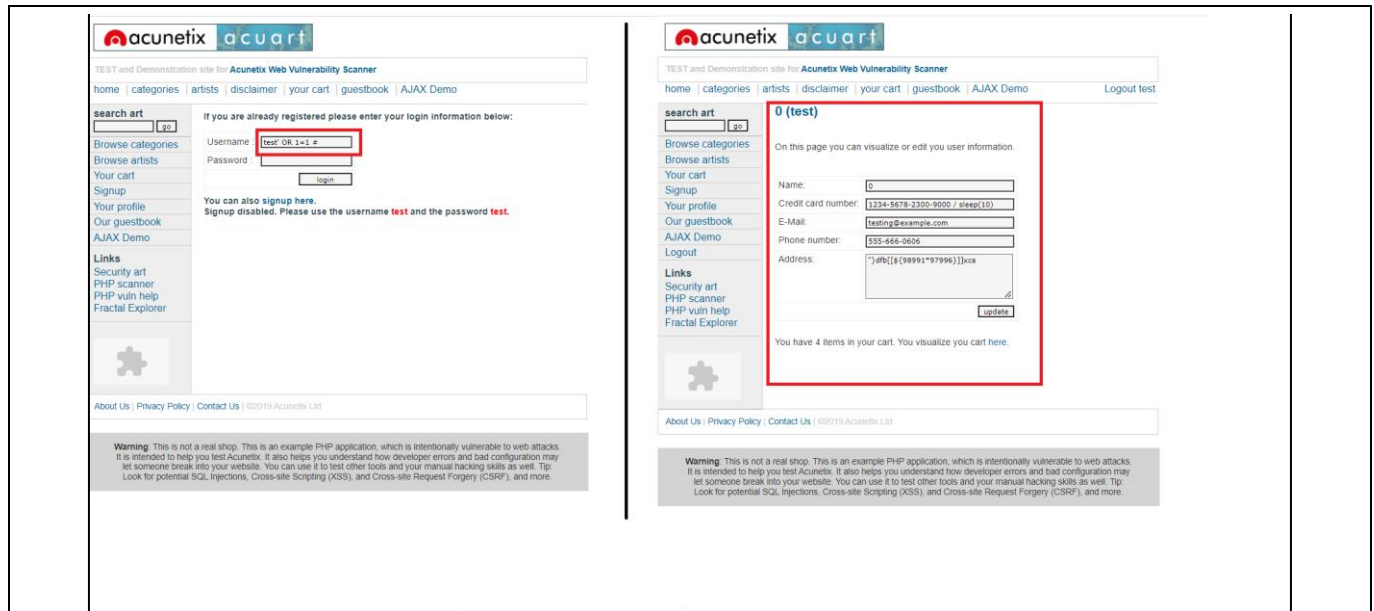 acunetix acuart
TEST and Demonstration site for Acunetix Web Vulnerability Scanner
home | categories | artists | disclaimer | your cart | guestbook | AJAX Demo
search art
go
Browse categories
Browse artists
Your cart
Signup
Your profile
Our guestbook
AJAX Demo
Links
Security art
PHP scanner
PHP vuln help
Fractal Explorer
If you are already registered please enter your login information below:
Username : test' OR 1=1 #
Password :
login
You can also signup here.
Signup disabled. Please use the username test and the password test.
About Us | Privacy Policy | Contact Us | ©2019 Acunetix Ltd
Warning: This is not a real shop. This is an example PHP application, which is intentionally vulnerable to web attacks.
It is intended to help you test Acunetix. It also helps you understand how developer errors and bad configuration may
let someone break into your website. You can use it to test other tools and your manual hacking skills as well. Tip:
Look for potential SQL Injections, Cross-site Scripting (XSS), and Cross-site Request Forgery (CSRF), and more.
acunetix acuart
TEST and Demonstration site for Acunetix Web Vulnerability Scanner
home | categories | artists | disclaimer | your cart | guestbook | AJAX Demo Logout test
search art
go
Browse categories
Browse artists
Your cart
Signup
Your profile
Our guestbook
AJAX Demo
Logout
Links
Security art
PHP scanner
PHP vuln help
Fractal Explorer
0 (test)
On this page you can visualize or edit you user information.
Name: 0
Credit card number: 1234-5678-2300-9000 / sleep(10)
E-Mail: testing@example.com
Phone number: 555-666-0606
Address: "}dfb[[${98991*97996}]]xca
update
You have 4 items in your cart. You visualize you cart here.
About Us | Privacy Policy | Contact Us | ©2019 Acunetix Ltd
Warning: This is not a real shop. This is an example PHP application, which is intentionally vulnerable to web attacks.
It is intended to help you test Acunetix. It also helps you understand how developer errors and bad configuration may
let someone break into your website. You can use it to test other tools and your manual hacking skills as well. Tip:
Look for potential SQL Injections, Cross-site Scripting (XSS), and Cross-site Request Forgery (CSRF), and more.